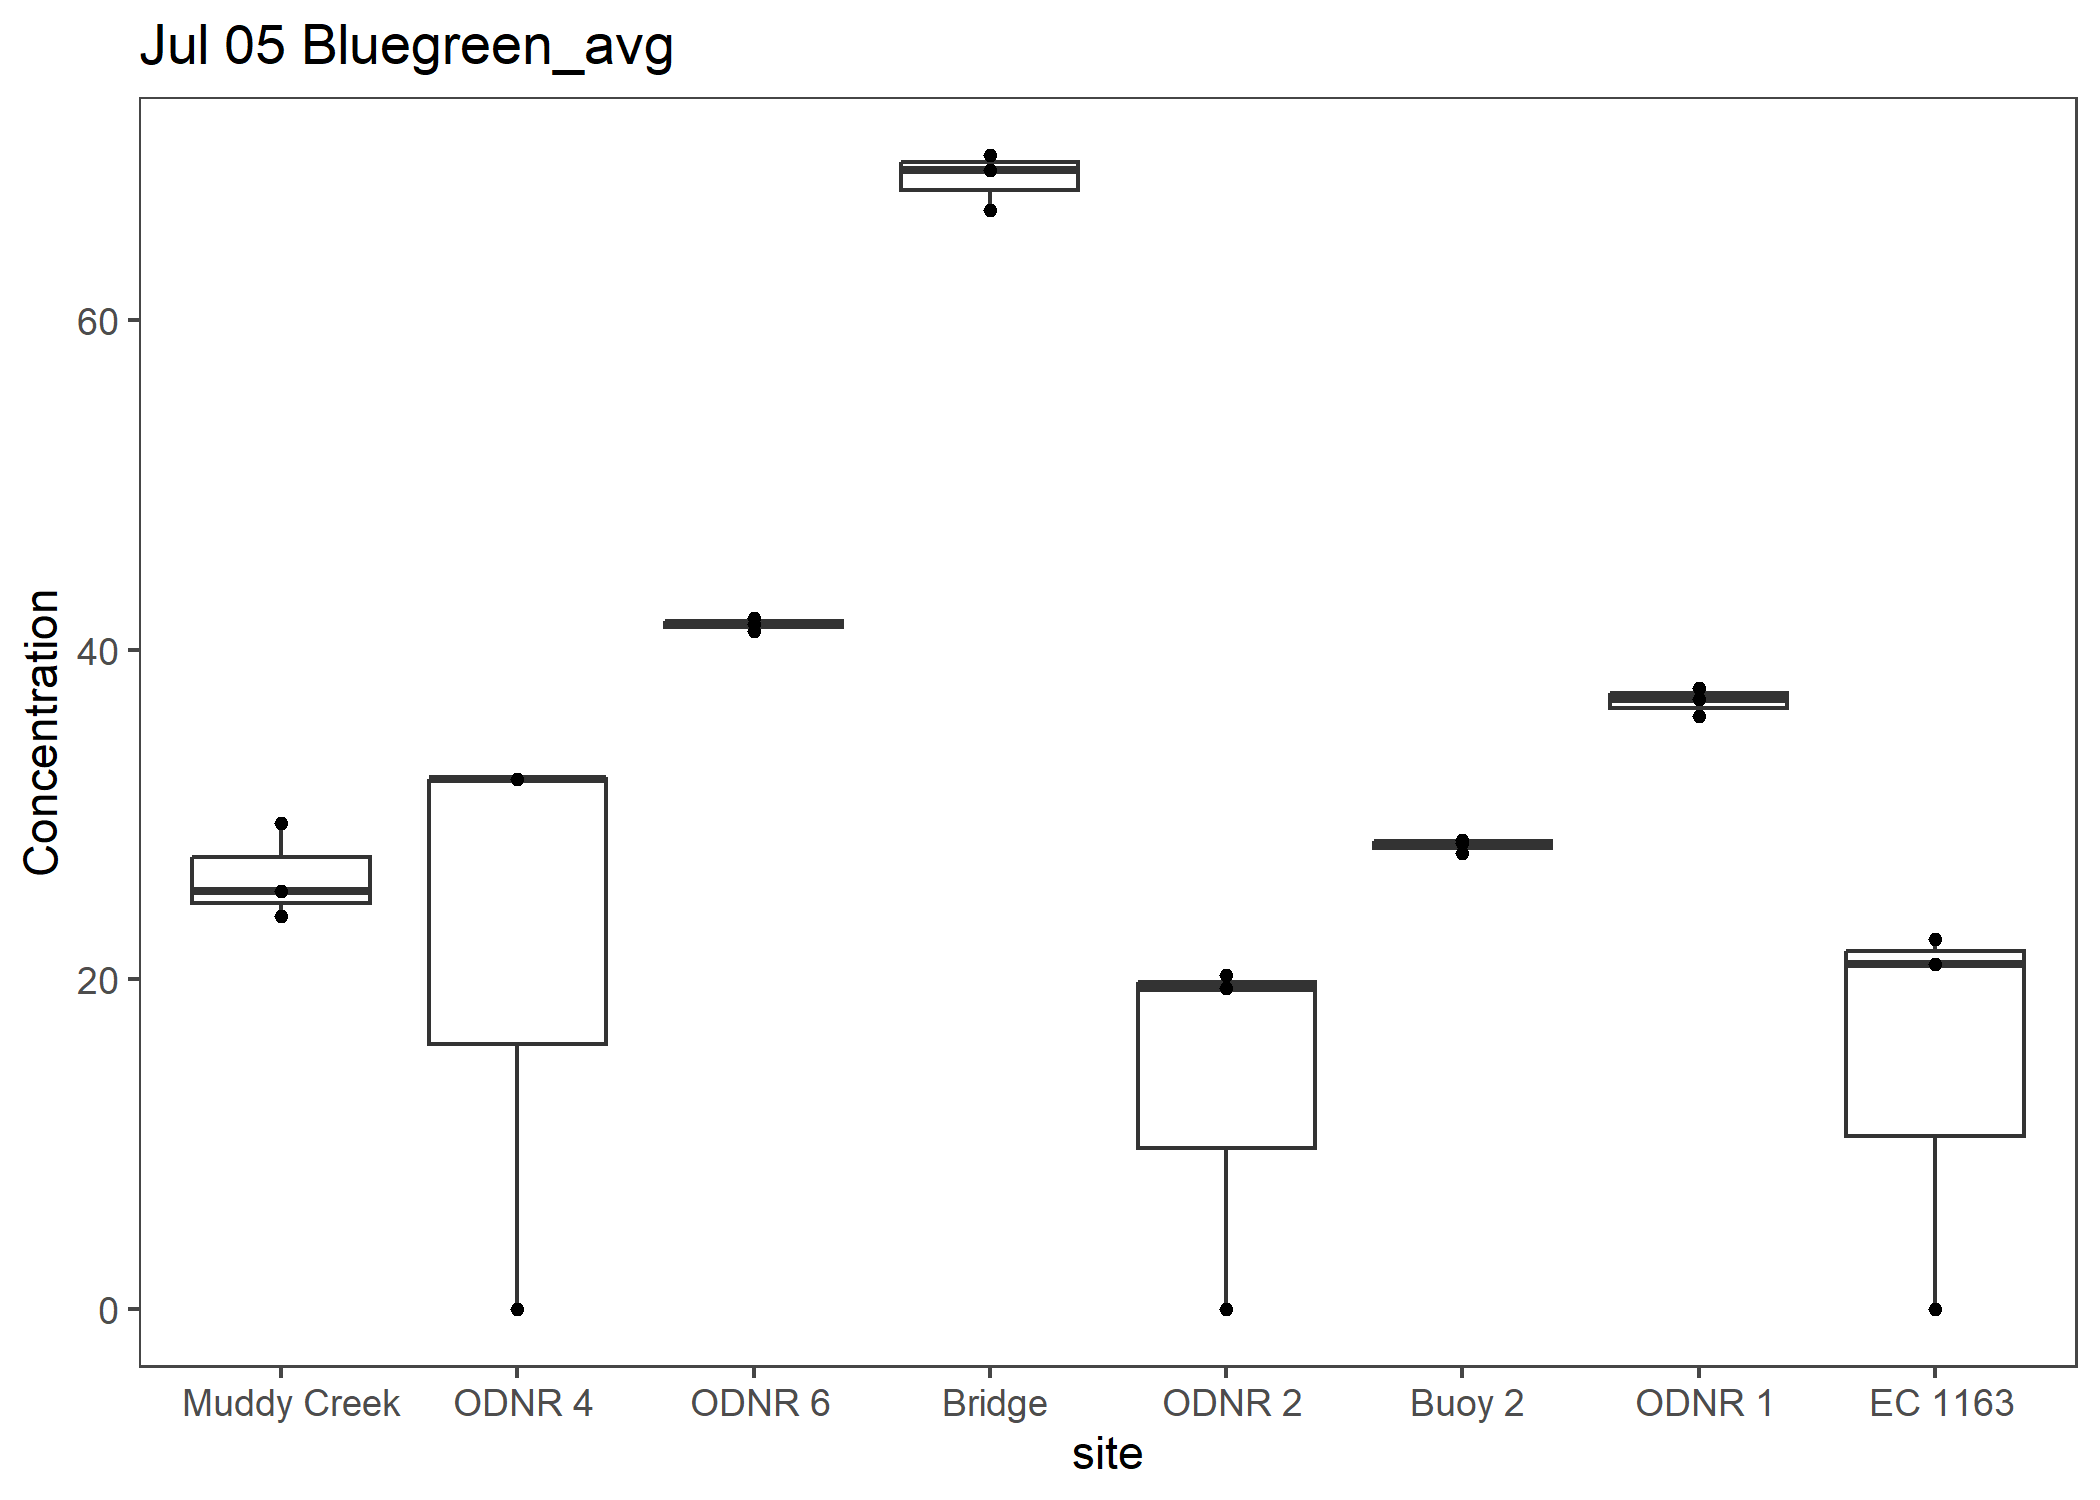 Jul 05 Bluegreen_avg
Concentration
60
40
20
0
Muddy Creek ODNR 4 ODNR 6 Bridge ODNR 2 Buoy 2 ODNR 1 EC 1163
site